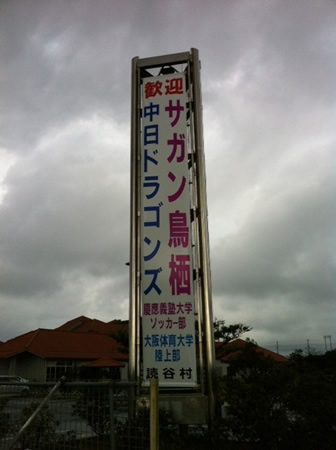 歓迎
サガン鳥栖
中日ドラゴンズ
慶應義塾大学
ソッカー部
大阪体育大学
陸上部
読谷村